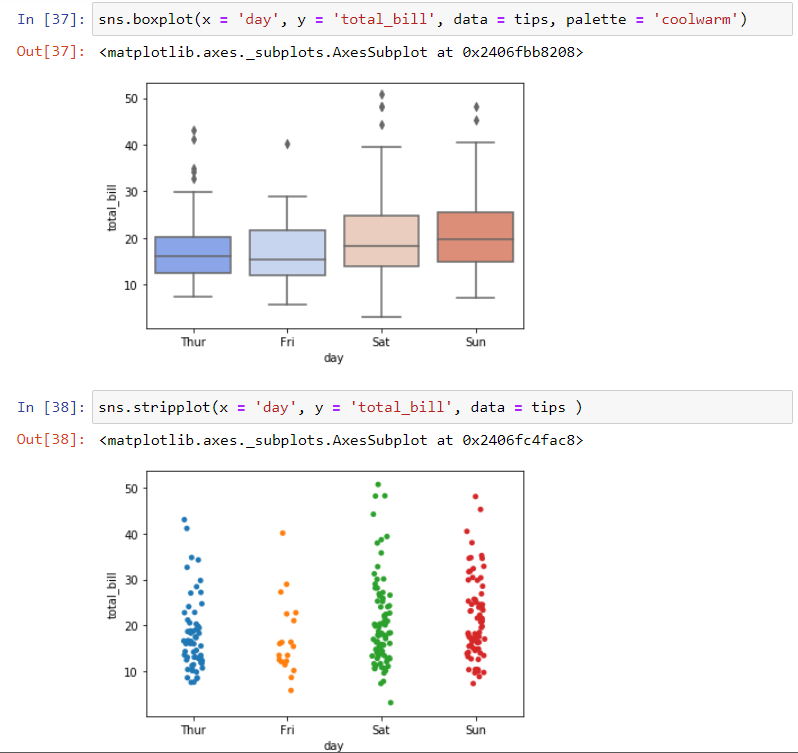 In [37]: sns.boxplot(x = 'day', y = 'total_bill', data = tips, palette = 'coolwarm')
Out[37]: <matplotlib.axes._subplots.AxesSubplot at 0x2406fbb8208>
50
40
30
20
10
total_bill
Thur Fri Sat Sun
day
In [38]: sns.stripplot(x = 'day', y = 'total_bill', data = tips )
Out[38]: <matplotlib.axes._subplots.AxesSubplot at 0x2406fc4fac8>
50
40
30
20
10
total_bill
Thur Fri Sat Sun
day